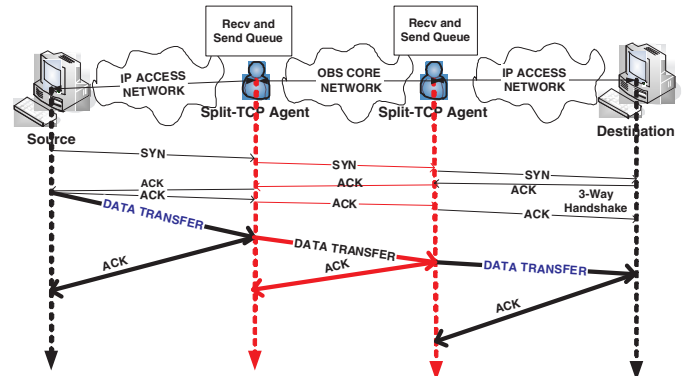 Recv and
Send Queue
Recv and
Send Queue
IP ACCESS
NETWORK
OBS CORE
NETWORK
IP ACCESS
NETWORK
Source
Split-TCP Agent
Split-TCP Agent
Destination
SYN
SYN
SYN
ACK
ACK
ACK
ACK
ACK
ACK
3-Way
Handshake
DATA TRANSFER
DATA TRANSFER
DATA TRANSFER
ACK
ACK
ACK